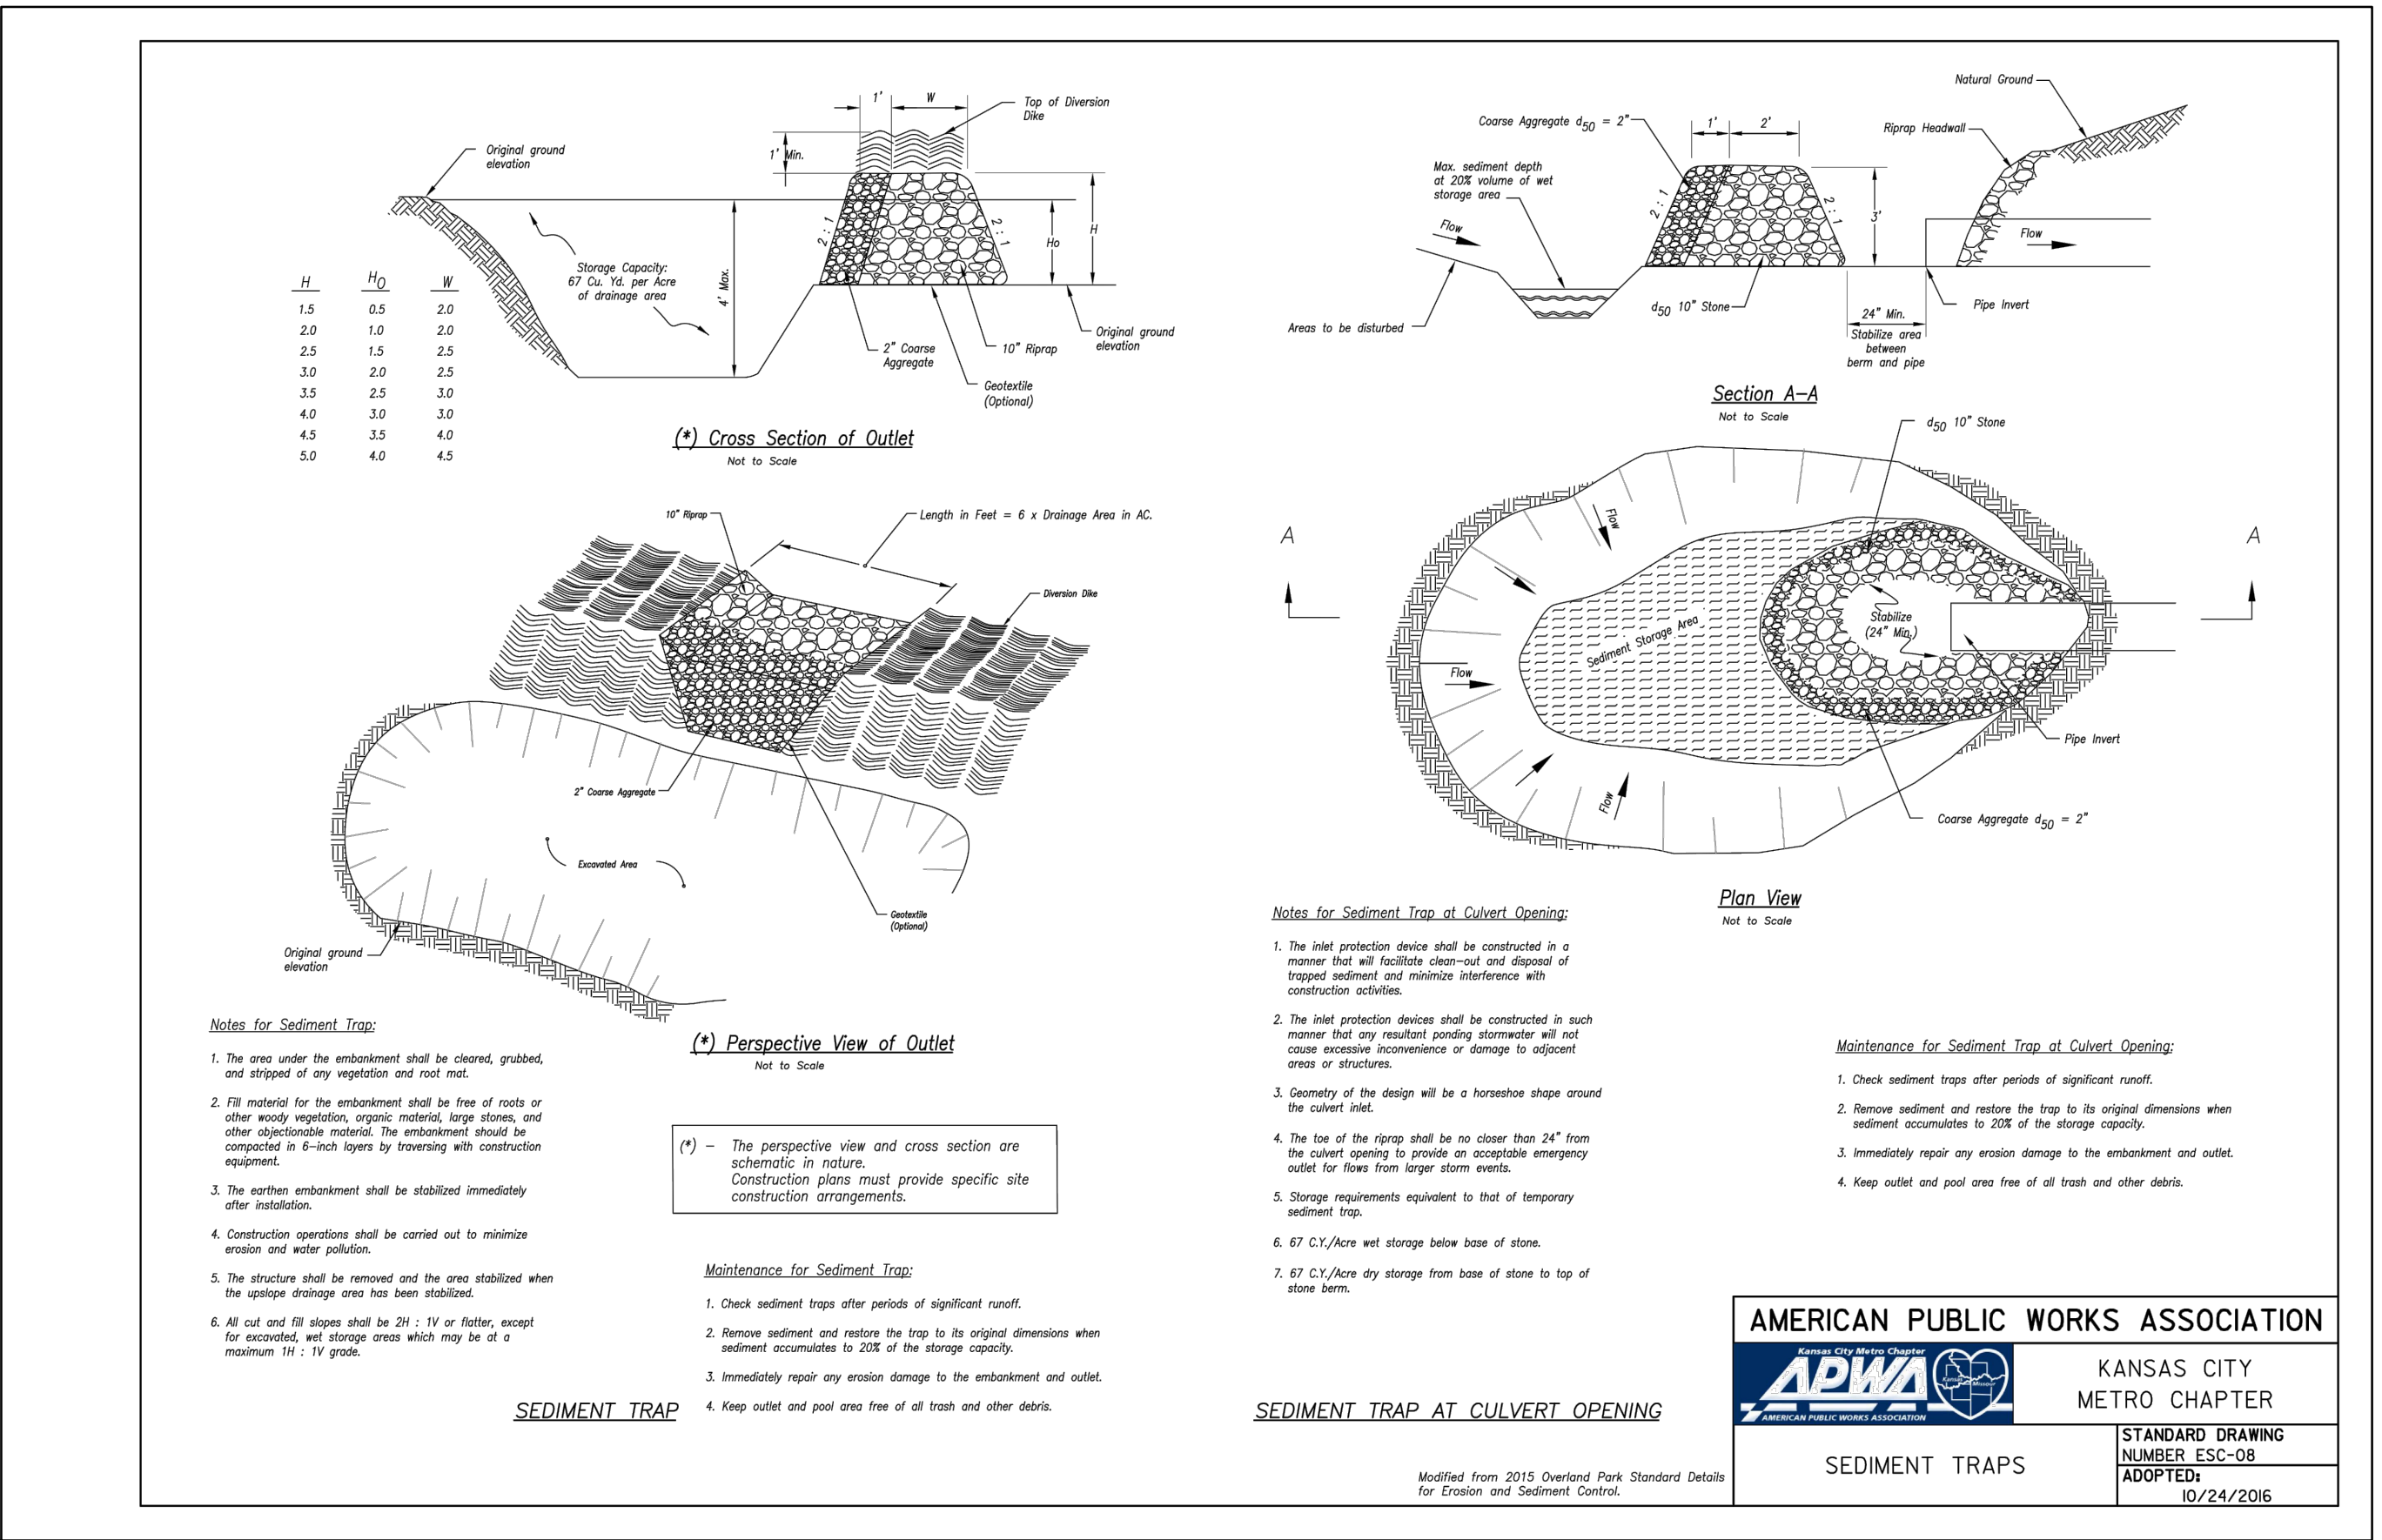 1'
W
Top of Diversion
Dike
1' Min.
Original ground
elevation
2 : 1
2 : 1
Ho
H
4' Max.
Storage Capacity:
67 Cu. Yd. per Acre
of drainage area
2" Coarse
Aggregate
10" Riprap
Original ground
elevation
Geotextile
(Optional)
H H₀ W
1.5 0.5 2.0
2.0 1.0 2.0
2.5 1.5 2.5
3.0 2.0 2.5
3.5 2.5 3.0
4.0 3.0 3.0
4.5 3.5 4.0
5.0 4.0 4.5
(*) Cross Section of Outlet
Not to Scale
10" Riprap
Length in Feet = 6 x Drainage Area in AC.
Diversion Dike
2" Coarse Aggregate
Excavated Area
Geotextile
(Optional)
Original ground
elevation
(*) Perspective View of Outlet
Not to Scale
Notes for Sediment Trap:
1. The area under the embankment shall be cleared, grubbed,
and stripped of any vegetation and root mat.
2. Fill material for the embankment shall be free of roots or
other woody vegetation, organic material, large stones, and
other objectionable material. The embankment should be
compacted in 6-inch layers by traversing with construction
equipment.
3. The earthen embankment shall be stabilized immediately
after installation.
4. Construction operations shall be carried out to minimize
erosion and water pollution.
5. The structure shall be removed and the area stabilized when
the upslope drainage area has been stabilized.
6. All cut and fill slopes shall be 2H : 1V or flatter, except
for excavated, wet storage areas which may be at a
maximum 1H : 1V grade.
(*) - The perspective view and cross section are
schematic in nature.
Construction plans must provide specific site
construction arrangements.
Maintenance for Sediment Trap:
1. Check sediment traps after periods of significant runoff.
2. Remove sediment and restore the trap to its original dimensions when
sediment accumulates to 20% of the storage capacity.
3. Immediately repair any erosion damage to the embankment and outlet.
4. Keep outlet and pool area free of all trash and other debris.
SEDIMENT TRAP
Natural Ground
Coarse Aggregate d₅₀ = 2"
1'
2'
Riprap Headwall
Max. sediment depth
at 20% volume of wet
storage area
2 : 1
2 : 1
3'
Flow
Flow
d₅₀ 10" Stone
24" Min.
Stabilize area
between
berm and pipe
Pipe Invert
Areas to be disturbed
Section A-A
Not to Scale
d₅₀ 10" Stone
A
A
Flow
Flow
Flow
Sediment Storage Area
Stabilize
(24" Min.)
Pipe Invert
Coarse Aggregate d₅₀ = 2"
Plan View
Not to Scale
Notes for Sediment Trap at Culvert Opening:
1. The inlet protection device shall be constructed in a
manner that will facilitate clean-out and disposal of
trapped sediment and minimize interference with
construction activities.
2. The inlet protection devices shall be constructed in such
manner that any resultant ponding stormwater will not
cause excessive inconvenience or damage to adjacent
areas or structures.
3. Geometry of the design will be a horseshoe shape around
the culvert inlet.
4. The toe of the riprap shall be no closer than 24" from
the culvert opening to provide an acceptable emergency
outlet for flows from larger storm events.
5. Storage requirements equivalent to that of temporary
sediment trap.
6. 67 C.Y./Acre wet storage below base of stone.
7. 67 C.Y./Acre dry storage from base of stone to top of
stone berm.
Maintenance for Sediment Trap at Culvert Opening:
1. Check sediment traps after periods of significant runoff.
2. Remove sediment and restore the trap to its original dimensions when
sediment accumulates to 20% of the storage capacity.
3. Immediately repair any erosion damage to the embankment and outlet.
4. Keep outlet and pool area free of all trash and other debris.
SEDIMENT TRAP AT CULVERT OPENING
Modified from 2015 Overland Park Standard Details
for Erosion and Sediment Control.
AMERICAN PUBLIC WORKS ASSOCIATION
Kansas City Metro Chapter
APWA
Kansas
Missouri
AMERICAN PUBLIC WORKS ASSOCIATION
KANSAS CITY
METRO CHAPTER
SEDIMENT TRAPS
STANDARD DRAWING
NUMBER ESC-08
ADOPTED:
10/24/2016